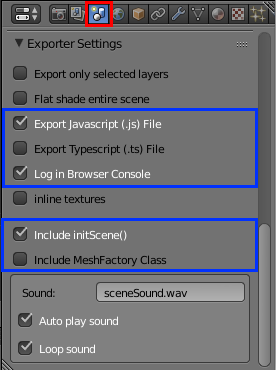 Exporter Settings
Export only selected layers
Flat shade entire scene
Export Javascript (.js) File
Export Typescript (.ts) File
Log in Browser Console
inline textures
Include initScene()
Include MeshFactory Class
Sound: sceneSound.wav
Auto play sound
Loop sound